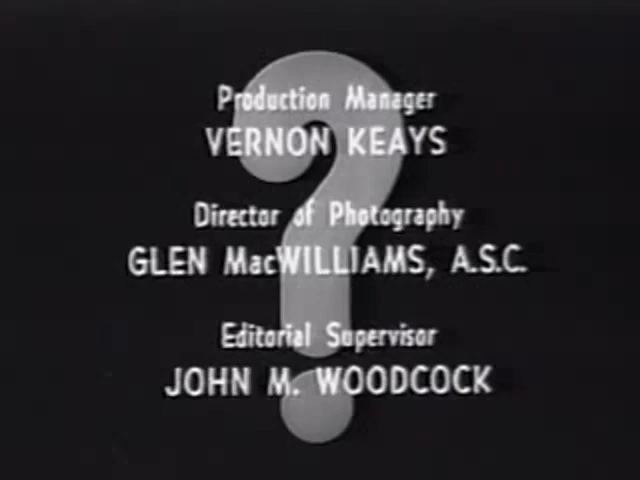 Production Manager
VERNON KEAYS
Director of Photography
GLEN MacWILLIAMS, A.S.C.
Editorial Supervisor
JOHN M. WOODCOCK